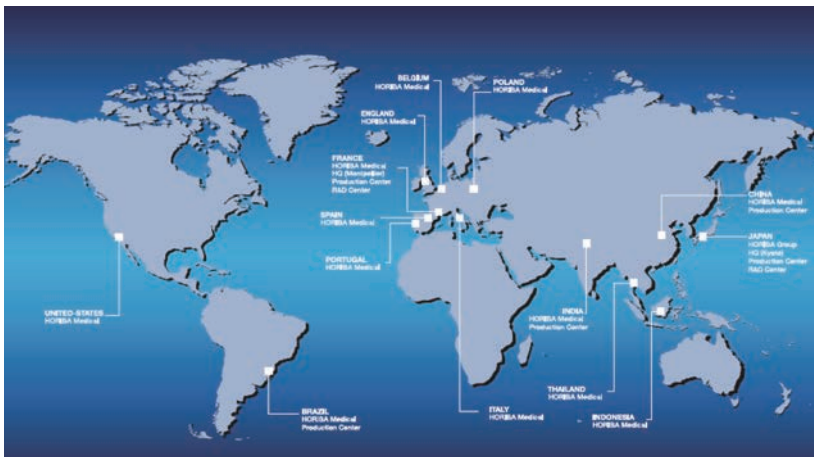 BELGIUM
HORIBA Medical
POLAND
HORIBA Medical
ENGLAND
HORIBA Medical
FRANCE
HORIBA Medical
HQ (Montpellier)
Production Center
R&D Center
SPAIN
HORIBA Medical
PORTUGAL
HORIBA Medical
CHINA
HORIBA Medical
Production Center
JAPAN
HORIBA Group
HQ (Kyoto)
Production Center
R&D Center
UNITED-STATES
HORIBA Medical
INDIA
HORIBA Medical
Production Center
THAILAND
HORIBA Medical
BRAZIL
HORIBA Medical
Production Center
ITALY
HORIBA Medical
INDONESIA
HORIBA Medical